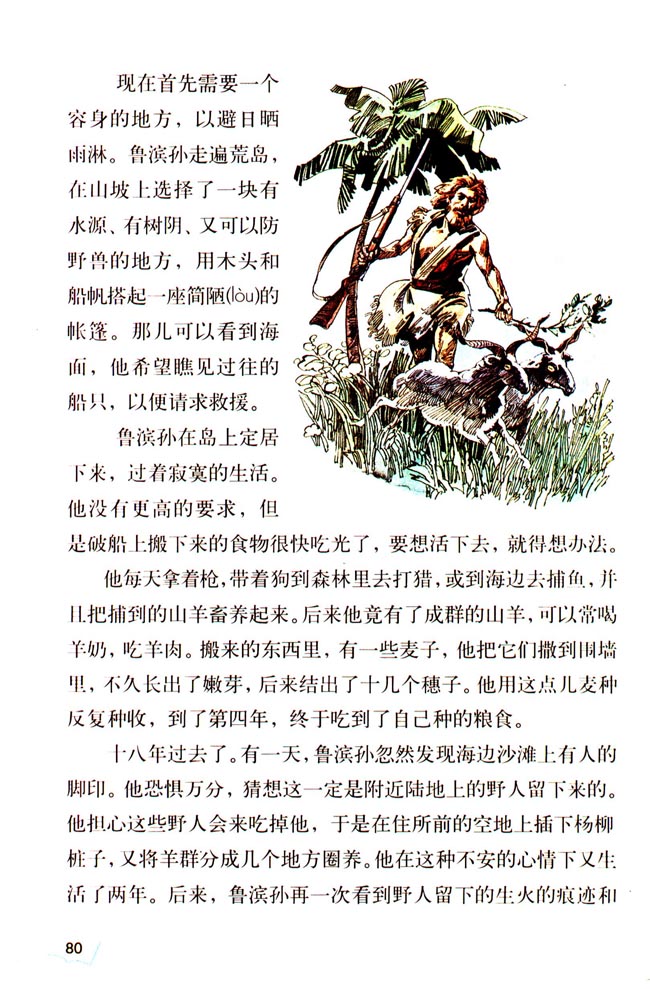 现在首先需要一个
容身的地方，以避日晒
雨淋。鲁滨孙走遍荒岛，
在山坡上选择了一块有
水源、有树阴、又可以防
野兽的地方，用木头和
船帆搭起一座简陋(lòu)的
帐篷。那儿可以看到海
面，他希望瞧见过往的
船只，以便请求救援。
鲁滨孙在岛上定居
下来，过着寂寞的生活。
他没有更高的要求，但
是破船上搬下来的食物很快吃光了，要想活下去，就得想办法。
他每天拿着枪，带着狗到森林里去打猎，或到海边去捕鱼，并
且把捕到的山羊畜养起来。后来他竟有了成群的山羊，可以常喝
羊奶，吃羊肉。搬来的东西里，有一些麦子，他把它们撒到围墙
里，不久长出了嫩芽，后来结出了十几个穗子。他用这点儿麦种
反复种收，到了第四年，终于吃到了自己种的粮食。
十八年过去了。有一天，鲁滨孙忽然发现海边沙滩上有人的
脚印。他恐惧万分，猜想这一定是附近陆地上的野人留下来的。
他担心这些野人会来吃掉他，于是在住所前的空地上插下杨柳
桩子，又将羊群分成几个地方圈养。他在这种不安的心情下又生
活了两年。后来，鲁滨孙再一次看到野人留下的生火的痕迹和
80